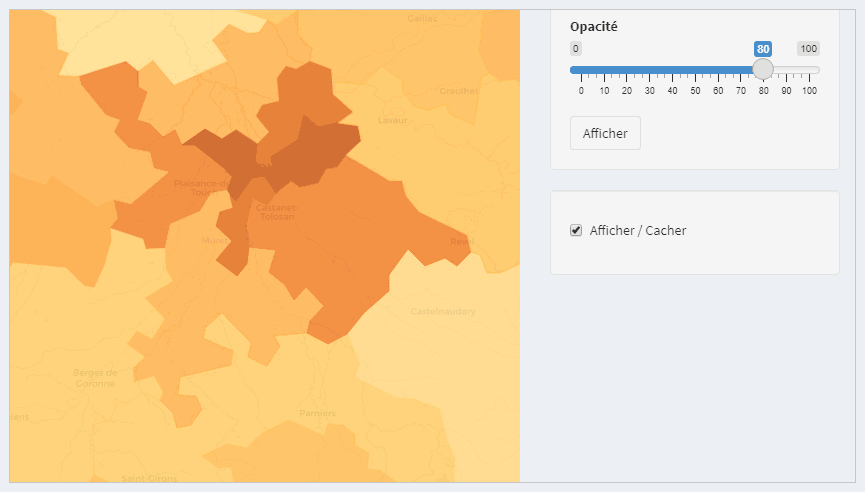 Gaillac
Graulhet
Lavaur
Plaisance-du
Touch
Castanet-
Tolosan
Muret
Revel
Castelnaudary
Berges de
Garonne
Pamiers
Saint-Girons
Opacité
0
80
100
0 10 20 30 40 50 60 70 80 90 100
Afficher
Afficher / Cacher